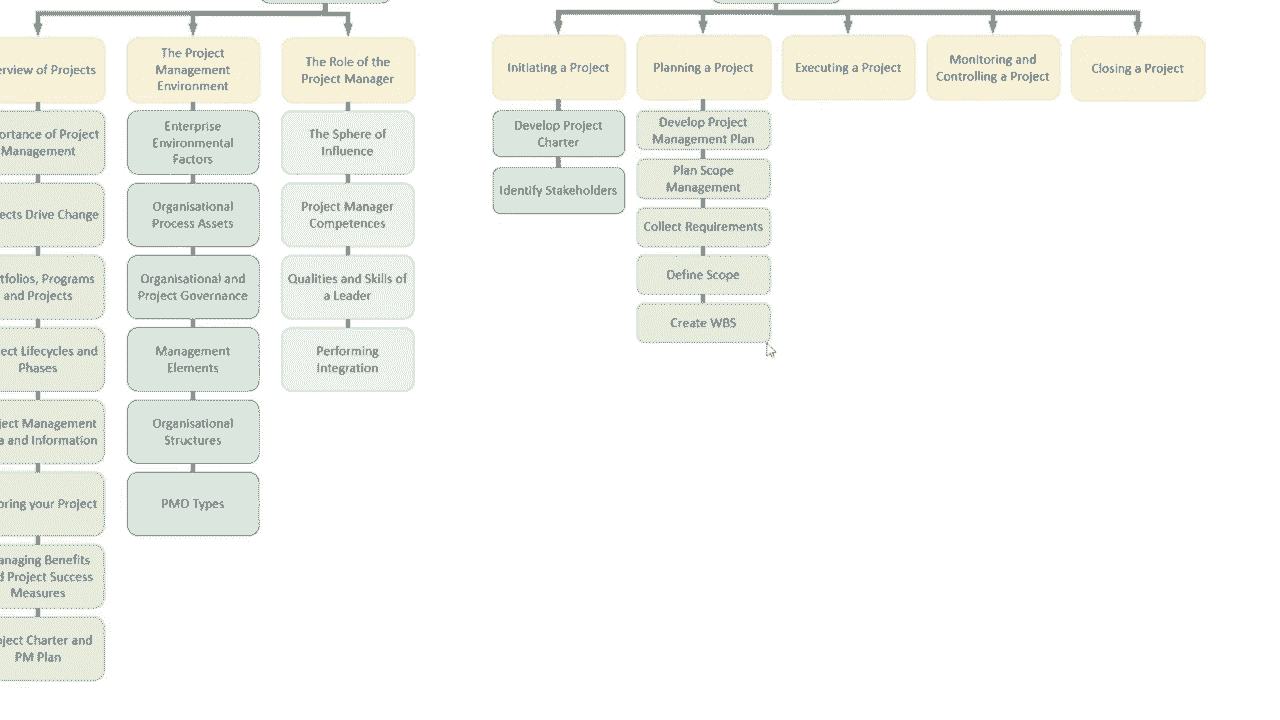 erview of Projects
ortance of Project
Management
ects Drive Change
tfolios, Programs
and Projects
ect Lifecycles and
Phases
ject Management
a and Information
oring your Project
anaging Benefits
d Project Success
Measures
oject Charter and
PM Plan
The Project
Management
Environment
Enterprise
Environmental
Factors
Organisational
Process Assets
Organisational and
Project Governance
Management
Elements
Organisational
Structures
PMO Types
The Role of the
Project Manager
The Sphere of
Influence
Project Manager
Competences
Qualities and Skills of
a Leader
Performing
Integration
Initiating a Project
Develop Project
Charter
Identify Stakeholders
Planning a Project
Develop Project
Management Plan
Plan Scope
Management
Collect Requirements
Define Scope
Create WBS
Executing a Project
Monitoring and
Controlling a Project
Closing a Project